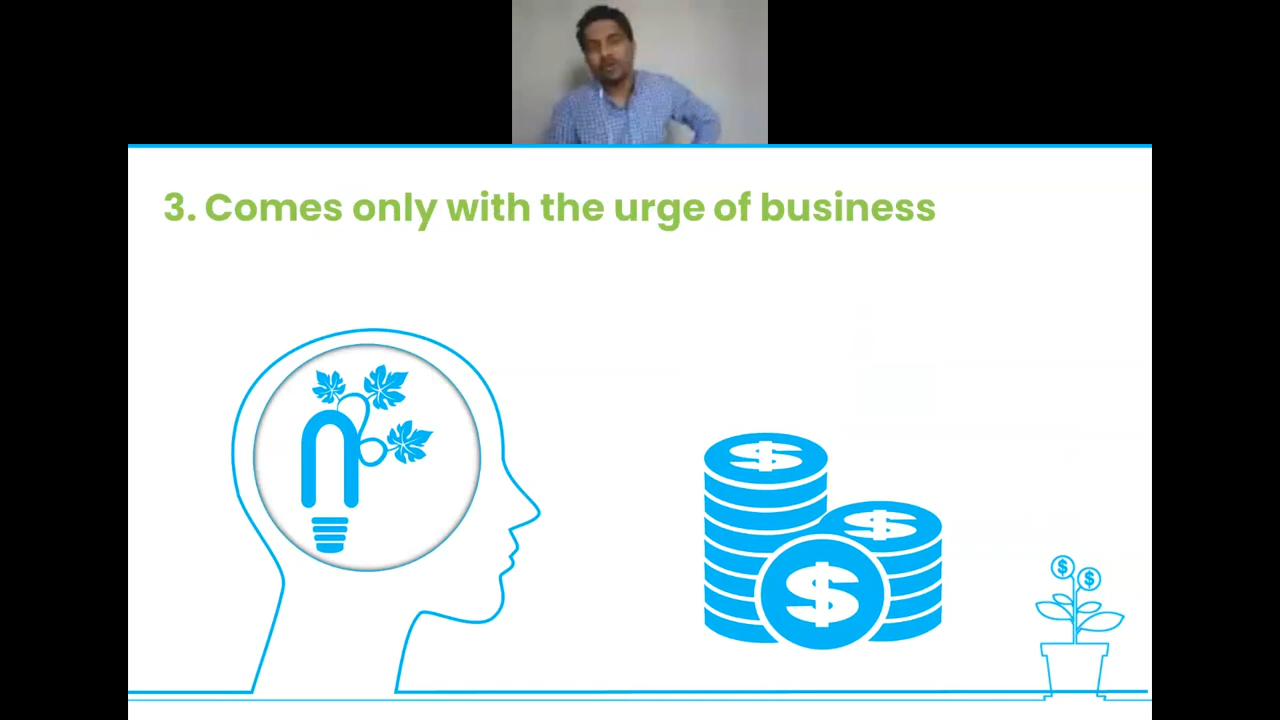 3. Comes only with the urge of business
$
$
$
$ $